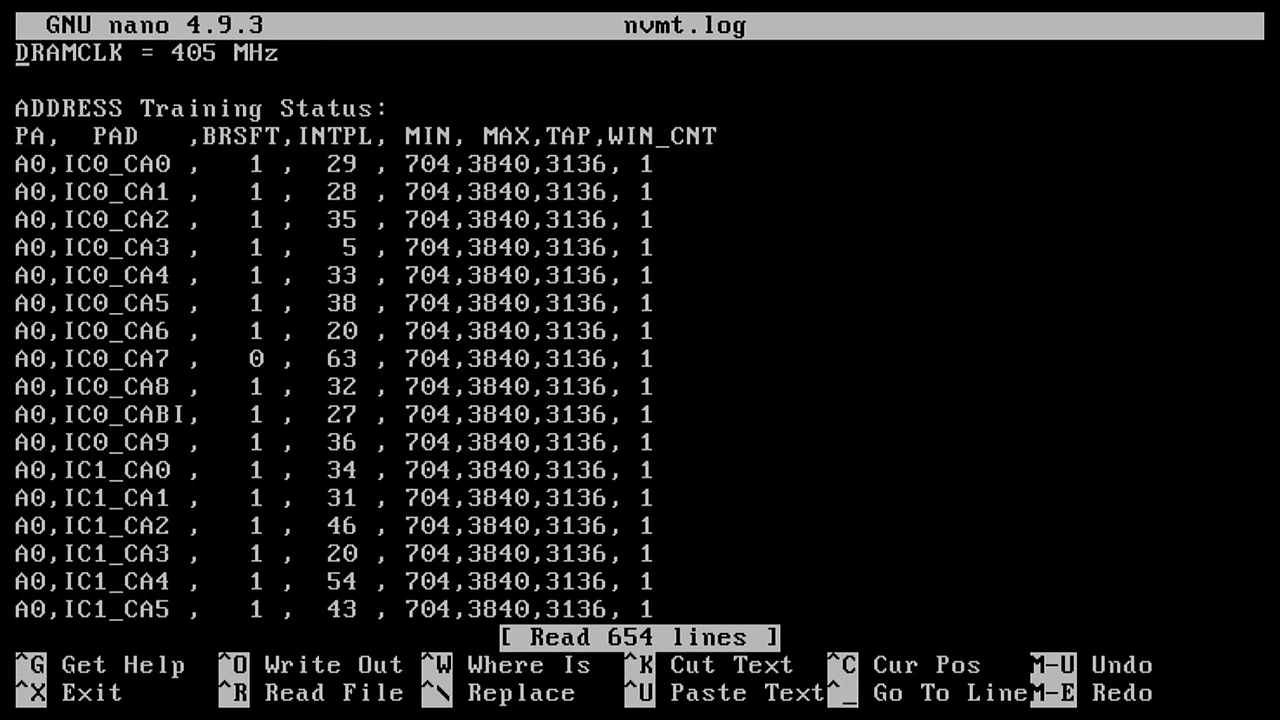 GNU nano 4.9.3 nvmt.log
DRAMCLK = 405 MHz
ADDRESS Training Status:
PA, PAD ,BRSFT,INTPL, MIN, MAX,TAP,WIN_CNT
A0,IC0_CA0 , 1 , 29 , 704,3840,3136, 1
A0,IC0_CA1 , 1 , 28 , 704,3840,3136, 1
A0,IC0_CA2 , 1 , 35 , 704,3840,3136, 1
A0,IC0_CA3 , 1 , 5 , 704,3840,3136, 1
A0,IC0_CA4 , 1 , 33 , 704,3840,3136, 1
A0,IC0_CA5 , 1 , 38 , 704,3840,3136, 1
A0,IC0_CA6 , 1 , 20 , 704,3840,3136, 1
A0,IC0_CA7 , 0 , 63 , 704,3840,3136, 1
A0,IC0_CA8 , 1 , 32 , 704,3840,3136, 1
A0,IC0_CABI, 1 , 27 , 704,3840,3136, 1
A0,IC0_CA9 , 1 , 36 , 704,3840,3136, 1
A0,IC1_CA0 , 1 , 34 , 704,3840,3136, 1
A0,IC1_CA1 , 1 , 31 , 704,3840,3136, 1
A0,IC1_CA2 , 1 , 46 , 704,3840,3136, 1
A0,IC1_CA3 , 1 , 20 , 704,3840,3136, 1
A0,IC1_CA4 , 1 , 54 , 704,3840,3136, 1
A0,IC1_CA5 , 1 , 43 , 704,3840,3136, 1
[ Read 654 lines ]
^G Get Help ^O Write Out ^W Where Is ^K Cut Text ^C Cur Pos M-U Undo
^X Exit ^R Read File ^\ Replace ^U Paste Text ^_ Go To Line M-E Redo